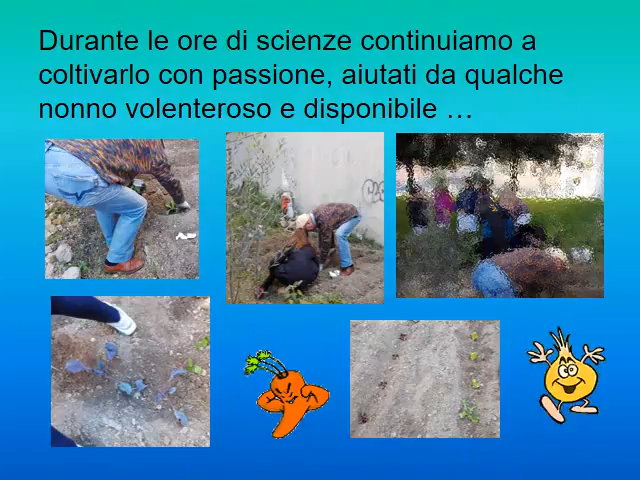 Durante le ore di scienze continuiamo a
coltivarlo con passione, aiutati da qualche
nonno volenteroso e disponibile …